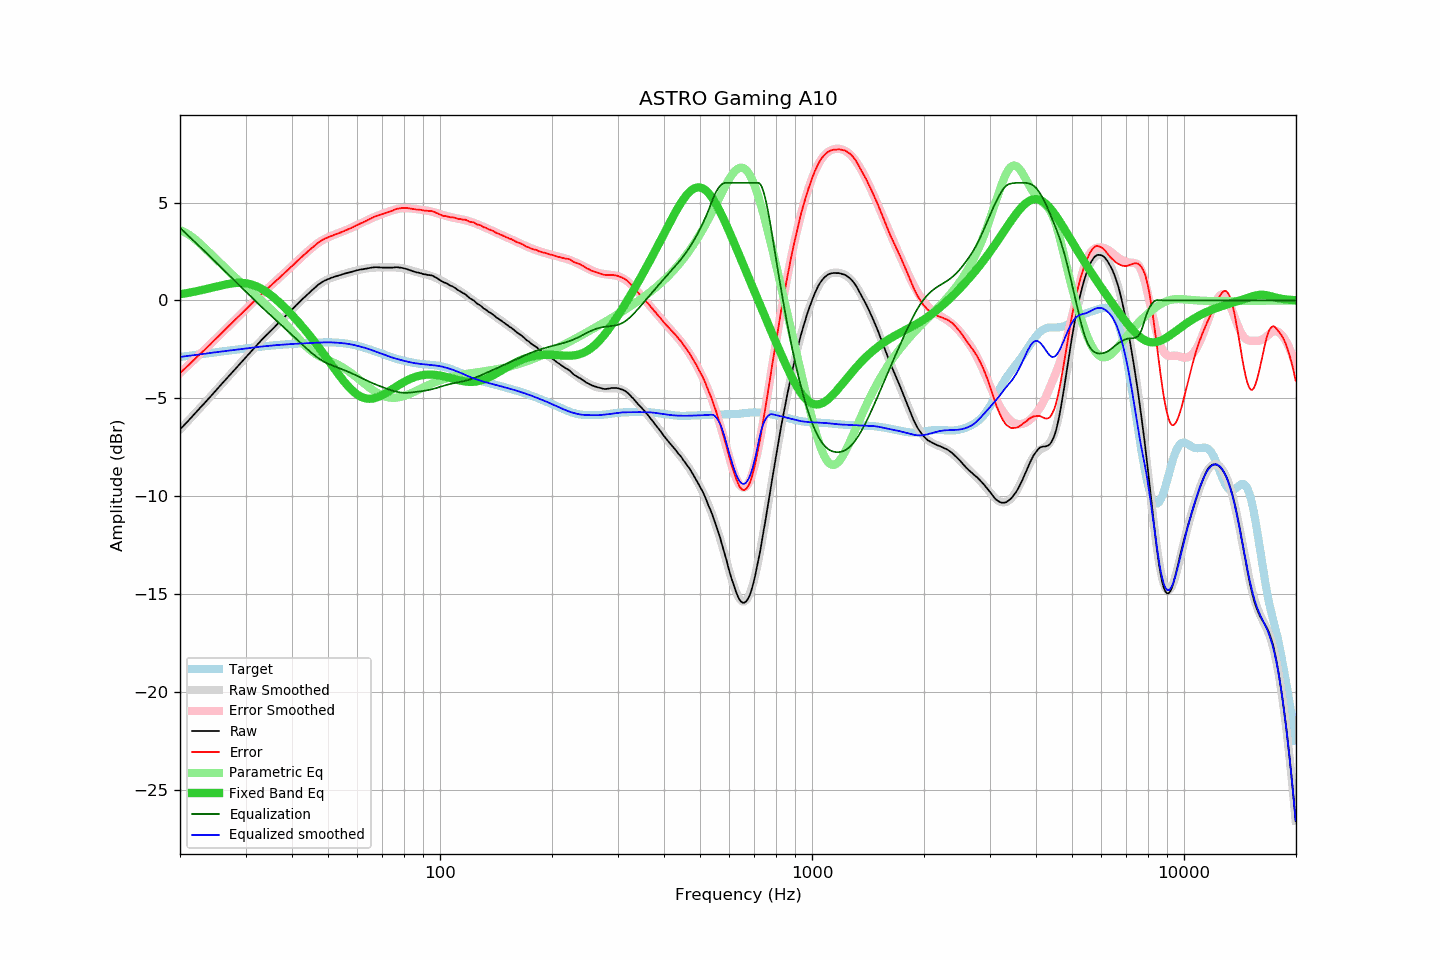 ASTRO Gaming A10
Amplitude (dBr)
5
0
−5
−10
−15
−20
−25
Target
Raw Smoothed
Error Smoothed
Raw
Error
Parametric Eq
Fixed Band Eq
Equalization
Equalized smoothed
100
1000
10000
Frequency (Hz)